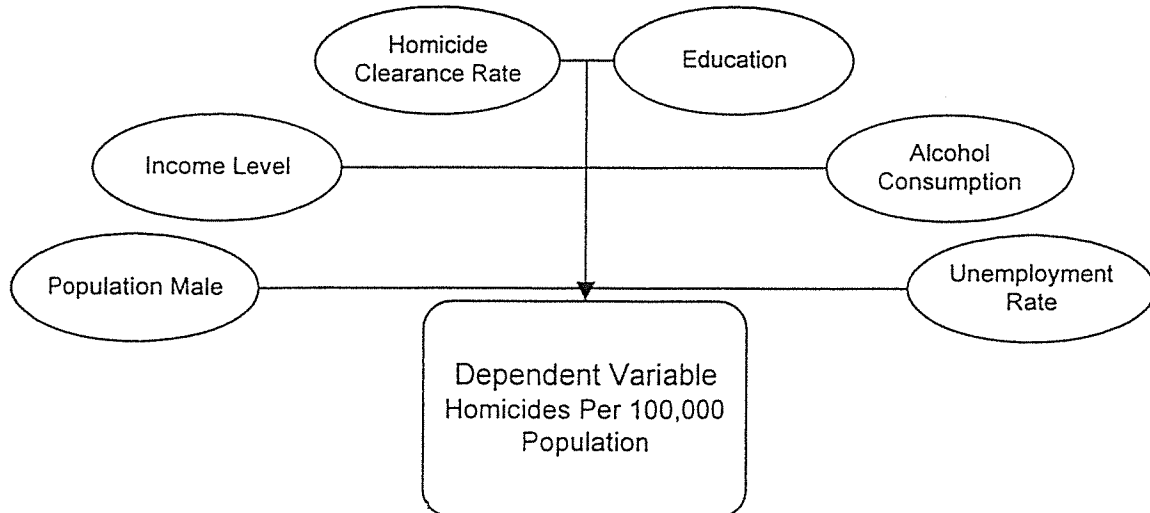 Homicide
Clearance Rate
Education
Income Level
Alcohol
Consumption
Population Male
Unemployment
Rate
Dependent Variable
Homicides Per 100,000
Population